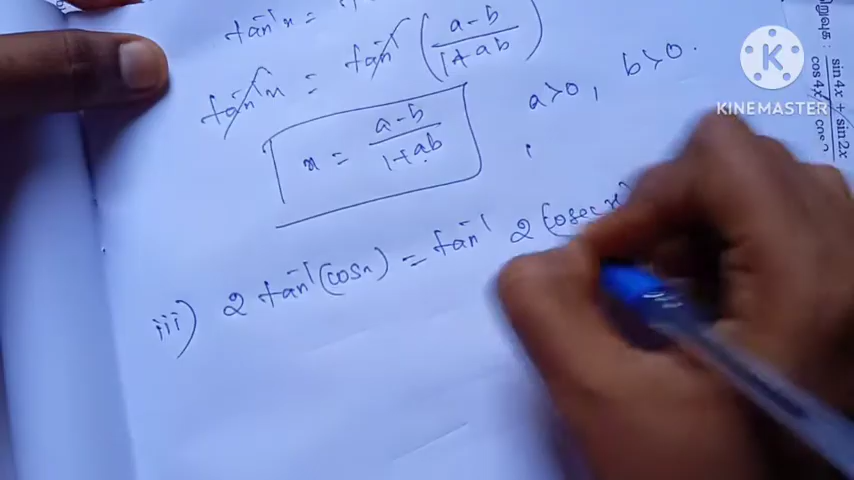 tan⁻¹x =
tan⁻¹x = tan⁻¹(a-b/1+ab)
x = a-b/1+ab a>0, b>0.
;
iii) 2 tan⁻¹(cosx) = tan⁻¹ 2 (cosec x)
KINEMASTER
sin 4x + sin 2x
cos 4x